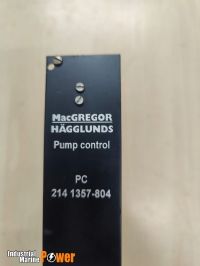 MacGREGOR
HÄGGLUNDS
Pump control
PC
214 1357-804
Industrial
Marine
Power